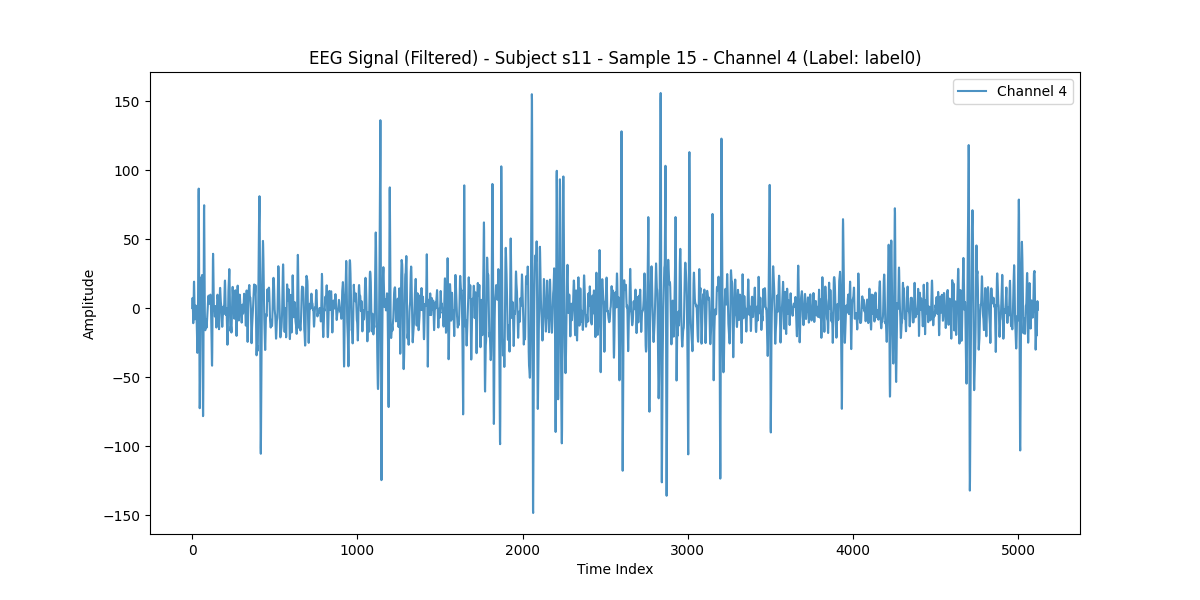 EEG Signal (Filtered) - Subject s11 - Sample 15 - Channel 4 (Label: label0)
Channel 4
150
100
50
0
−50
−100
−150
Amplitude
0 1000 2000 3000 4000 5000
Time Index